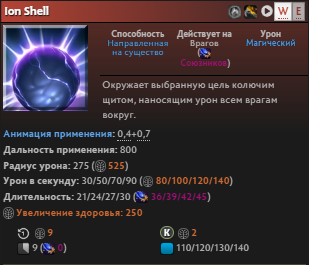 Ion Shell
W E
Способность
Направленная на существо
Действует на
Врагов
Союзников)
Урон
Магический
Окружает выбранную цель колючим
щитом, наносящим урон всем врагам
вокруг.
Анимация применения: 0,4+0,7
Дальность применения: 800
Радиус урона: 275 ( 525)
Урон в секунду: 30/50/70/90 ( 80/100/120/140)
Длительность: 21/24/27/30 ( 36/39/42/45)
Увеличение здоровья: 250
9
K 2
9 ( 0)
110/120/130/140